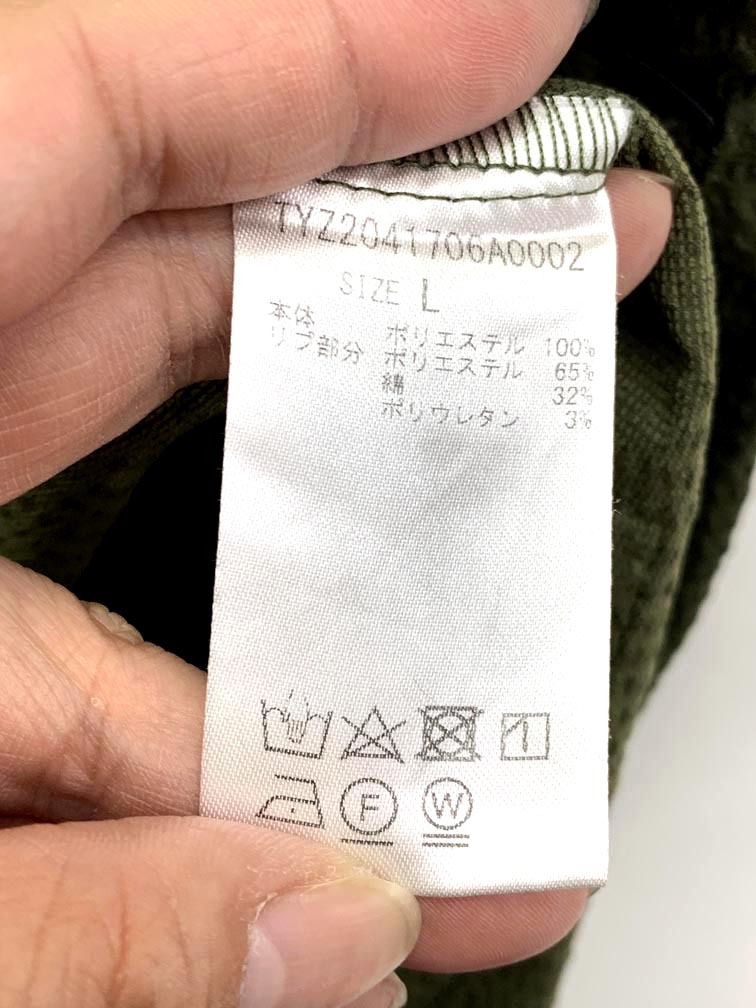 TYZ2041706A0002
SIZE L
本体 ポリエステル 100%
リブ部分 ポリエステル 65%
綿 32%
ポリウレタン 3%
F W